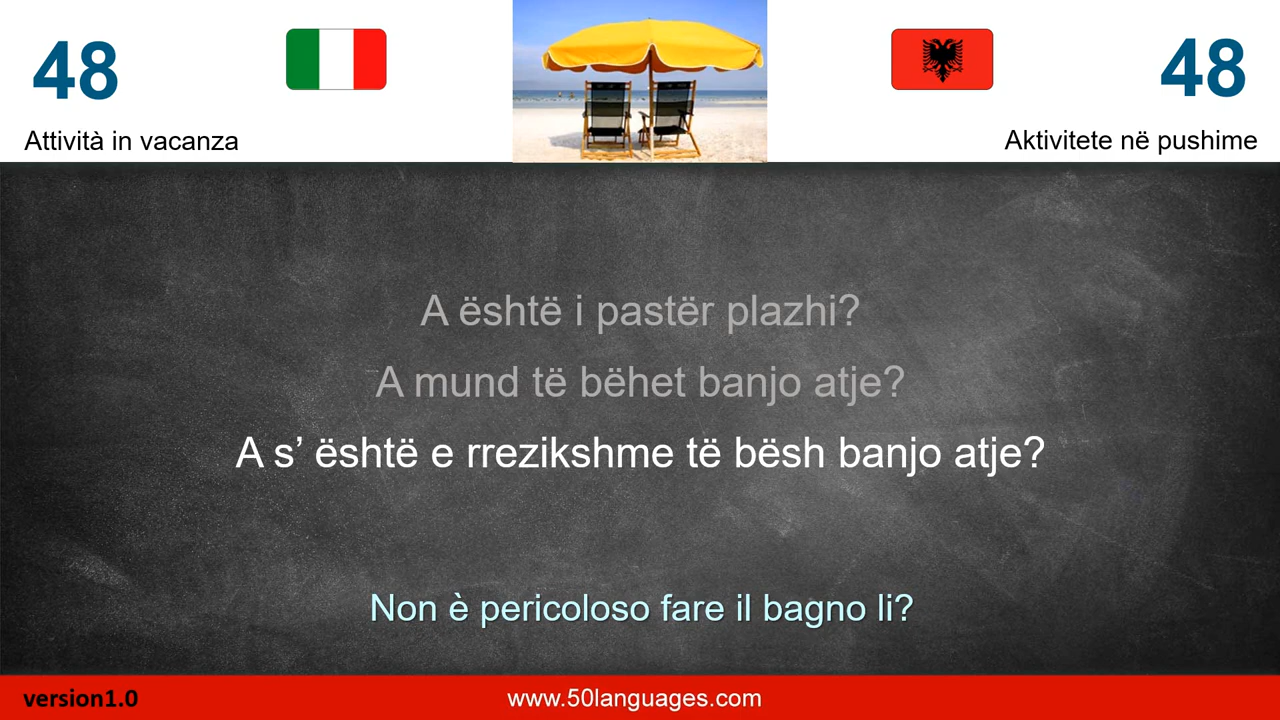 48
48
Attività in vacanza
Aktivitete në pushime
A është i pastër plazhi?
A mund të bëhet banjo atje?
A s’ është e rrezikshme të bësh banjo atje?
Non è pericoloso fare il bagno li?
version1.0
www.50languages.com